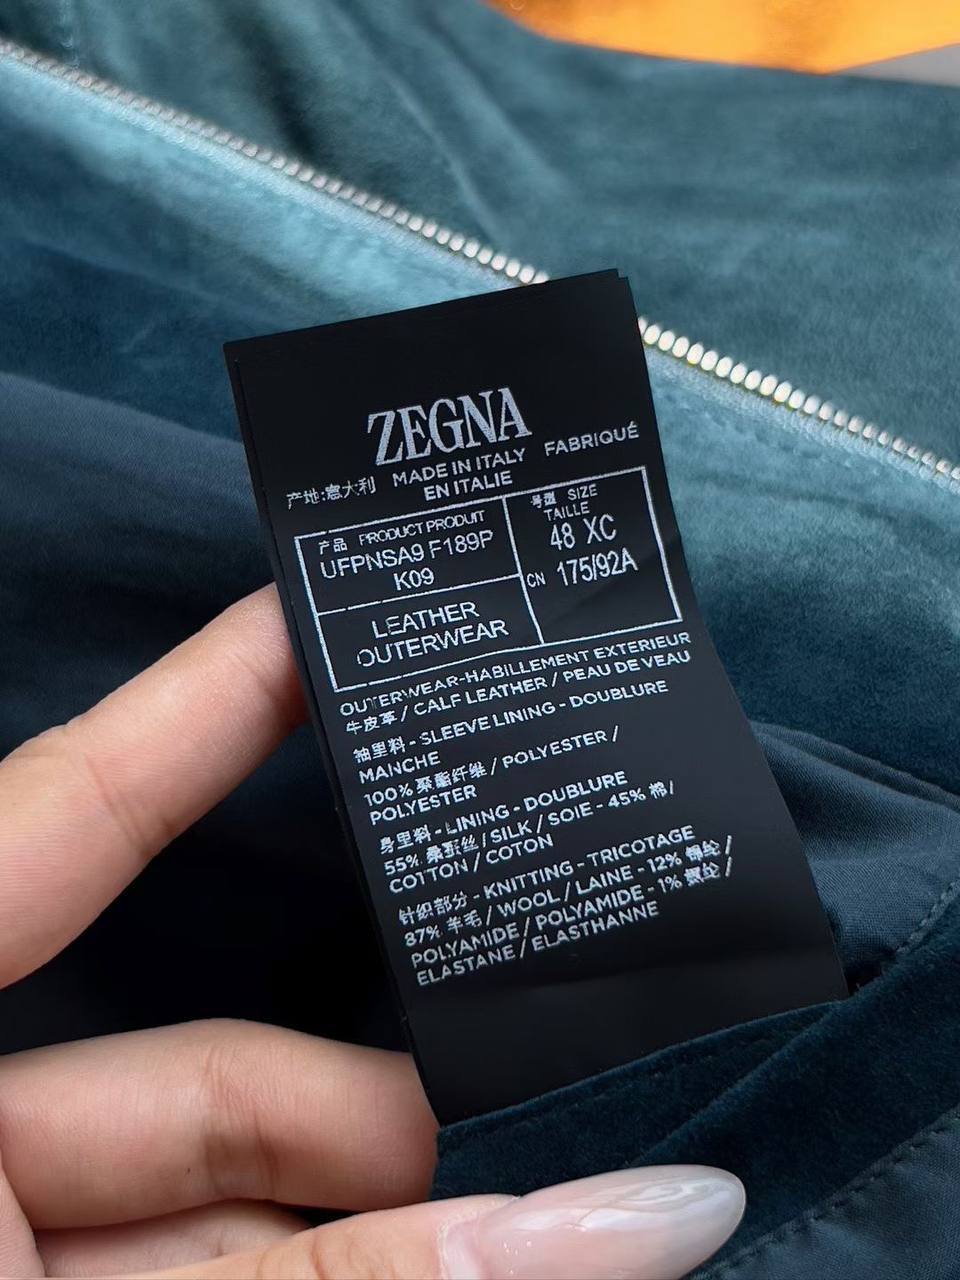 ZEGNA
产地:意大利 MADE IN ITALY FABRIQUÉ
EN ITALIE
产品 PRODUCT PRODUIT
UFPNSA9 F189P
K09
号型 SIZE
TAILLE
48 XC
CN 175/92A
LEATHER
OUTERWEAR
OUTERWEAR-HABILLEMENT EXTERIEUR
牛皮革 / CALF LEATHER / PEAU DE VEAU
袖里料 - SLEEVE LINING - DOUBLURE
MANCHE
100% 聚酯纤维 / POLYESTER /
POLYESTER
身里料 - LINING - DOUBLURE
55% 桑蚕丝 / SILK / SOIE - 45% 棉/
COTTON / COTON
针织部分 - KNITTING - TRICOTAGE
87% 羊毛 / WOOL / LAINE - 12% 锦纶 /
POLYAMIDE / POLYAMIDE - 1% 氨纶 /
ELASTANE / ELASTHANNE